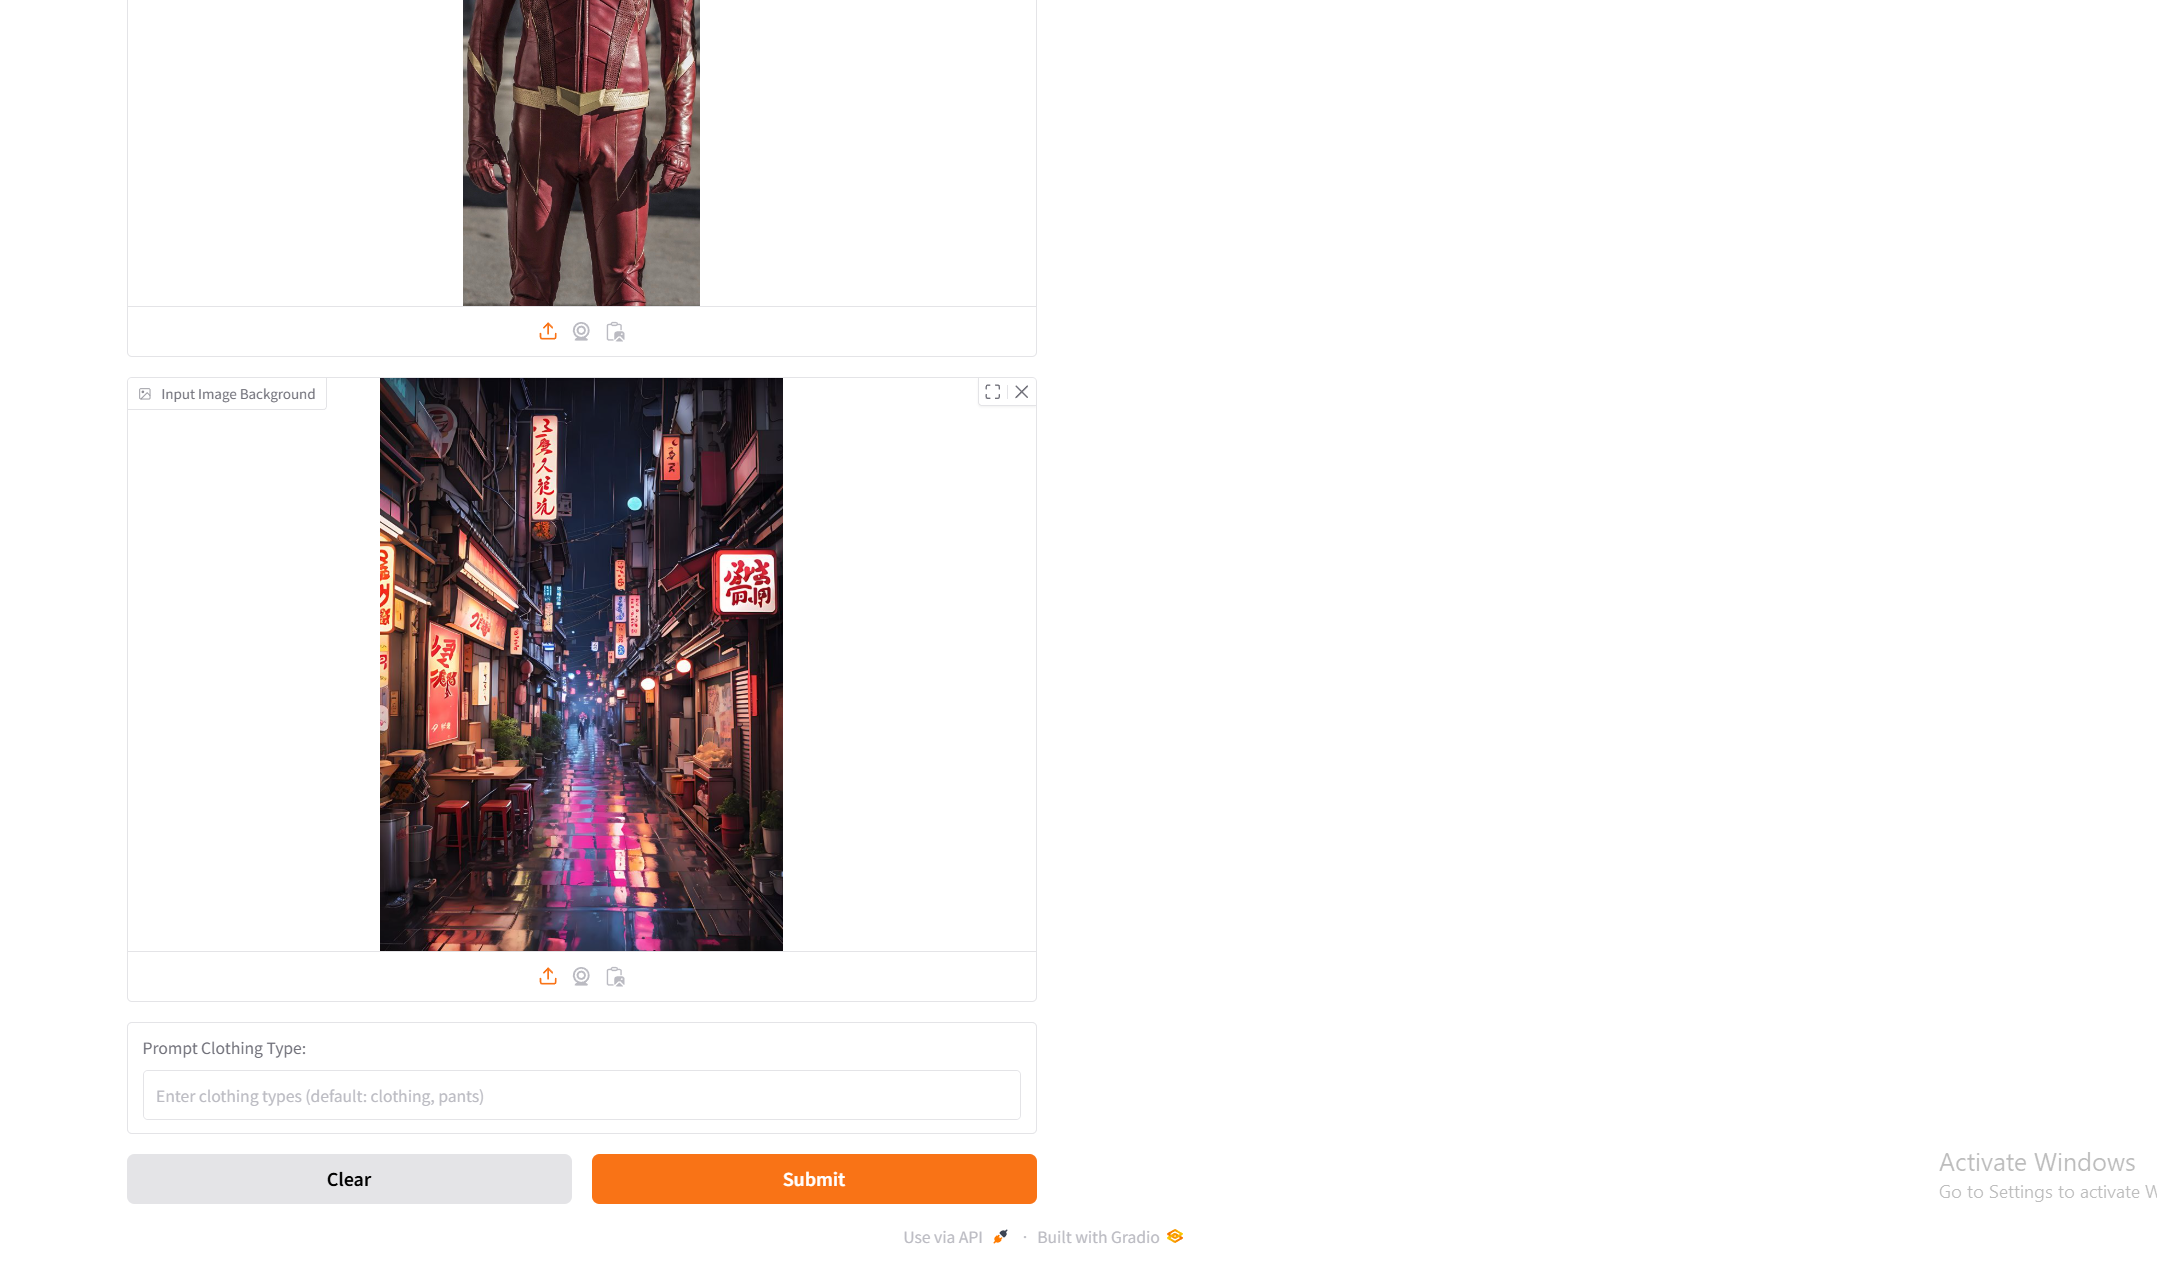 Input Image Background
Prompt Clothing Type:
Enter clothing types (default: clothing, pants)
Clear
Submit
Activate Windows
Go to Settings to activate W
Use via API
·
Built with Gradio